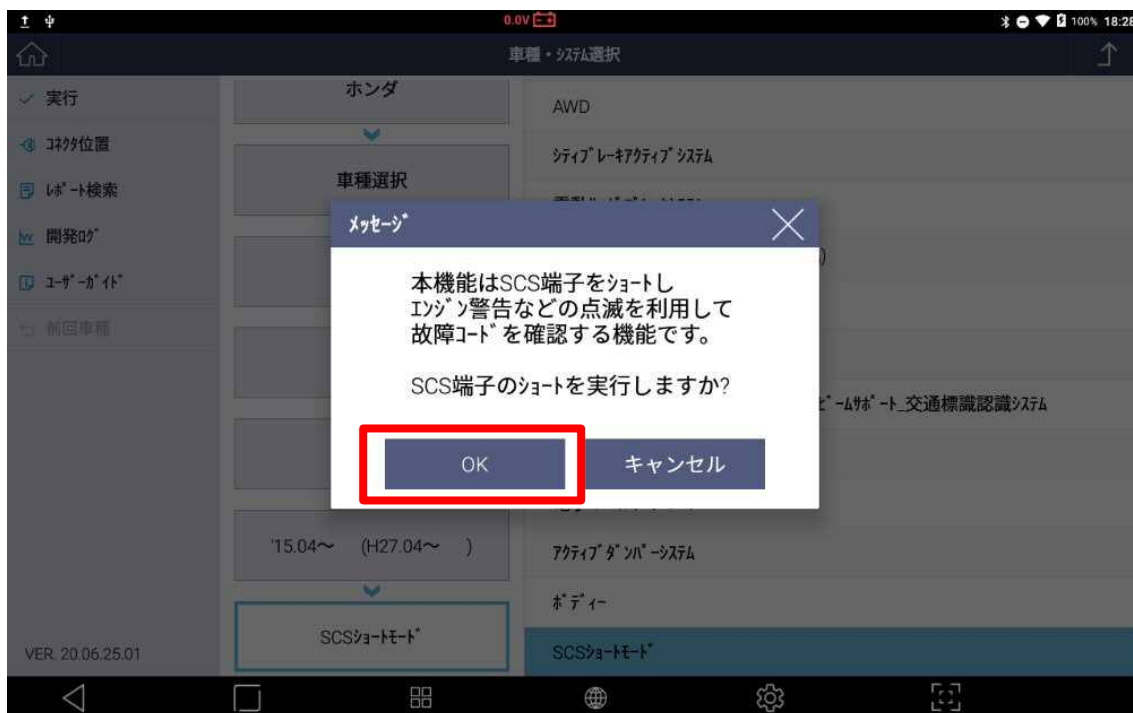 0.0V
100% 18:28
車種・ｼｽﾃﾑ選択
実行
ｺﾈｸﾀ位置
ﾚﾎﾟｰﾄ検索
開発ﾛｸﾞ
ﾕｰｻﾞｰｶﾞｲﾄﾞ
前回車種
VER. 20.06.25.01
ホンダ
車種選択
'15.04～ (H27.04～ )
SCSｼｮｰﾄﾓｰﾄﾞ
AWD
ｼﾃｨﾌﾞﾚｰｷｱｸﾃｨﾌﾞｼｽﾃﾑ
)
ﾋﾞｰﾑｻﾎﾟｰﾄ_交通標識認識ｼｽﾃﾑ
ｱｸﾃｨﾌﾞﾀﾞﾝﾊﾟｰｼｽﾃﾑ
ﾎﾞﾃﾞｨｰ
SCSｼｮｰﾄﾓｰﾄﾞ
ﾒｯｾｰｼﾞ
本機能はSCS端子をｼｮｰﾄし
ｴﾝｼﾞﾝ警告などの点滅を利用して
故障ｺｰﾄﾞを確認する機能です。
SCS端子のｼｮｰﾄを実行しますか?
OK
キャンセル